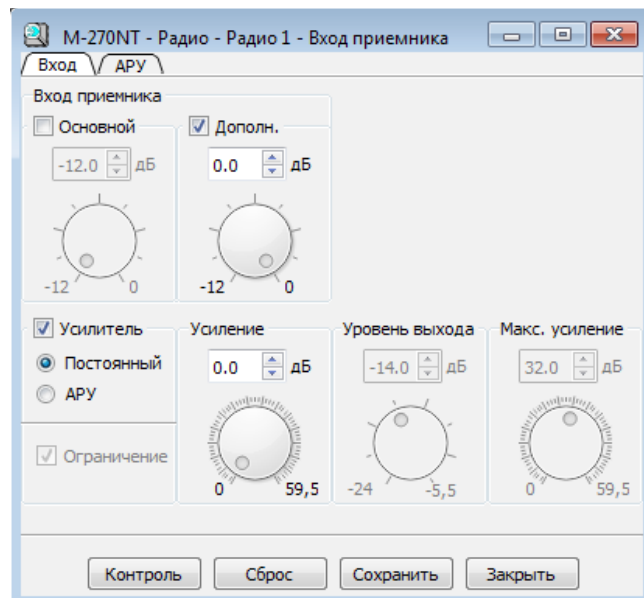 M-270NT - Радио - Радио 1 - Вход приемника
Вход АРУ
Вход приемника
Основной Дополн.
-12.0 дБ 0.0 дБ
-12 0 -12 0
Усилитель Усиление Уровень выхода Макс. усиление
Постоянный 0.0 дБ -14.0 дБ 32.0 дБ
АРУ
Ограничение
0 59,5 -24 -5,5 0 59,5
Контроль Сброс Сохранить Закрыть